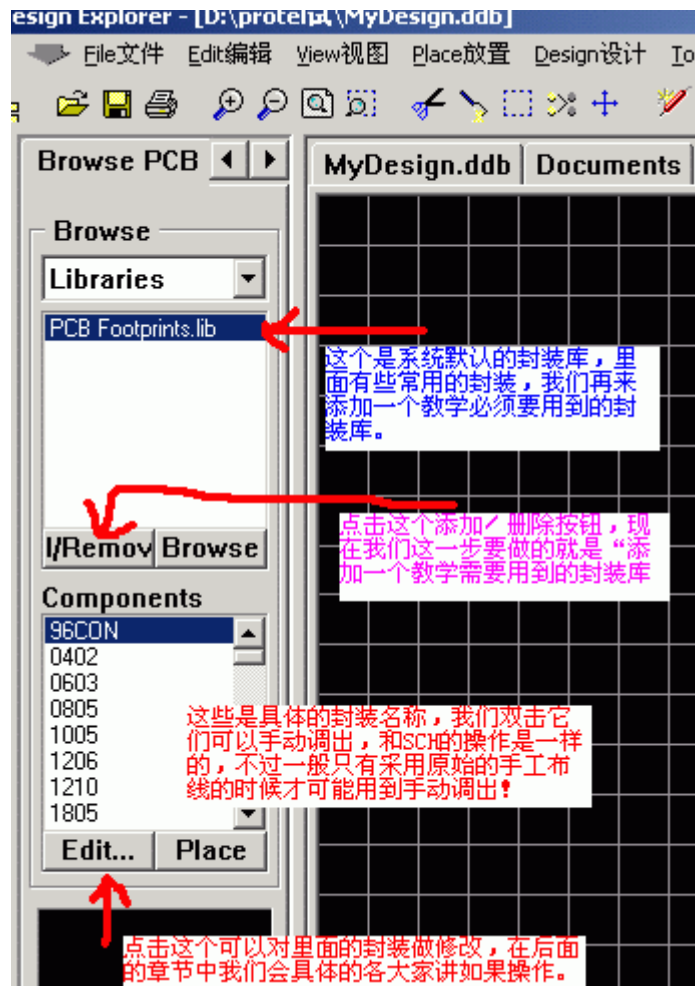 esign Explorer - [D:\protel试\MyDesign.ddb]
File文件 Edit编辑 View视图 Place放置 Design设计 To
Browse PCB
MyDesign.ddb Documents
Browse
Libraries
PCB Footprints.lib
这个是系统默认的封装库，里
面有些常用的封装，我们再来
添加一个教学必须要用到的封
装库。
点击这个添加／删除按钮，现
在我们这一步要做的就是“添
加一个教学需要用到的封装库
l/Remov Browse
Components
96CON
0402
0603
0805
1005
1206
1210
1805
这些是具体的封装名称，我们双击它
们可以手动调出，和SCH的操作是一样
的，不过一般只有采用原始的手工布
线的时候才可能用到手动调出！
Edit... Place
点击这个可以对里面的封装做修改，在后面
的章节中我们会具体的各大家讲如果操作。